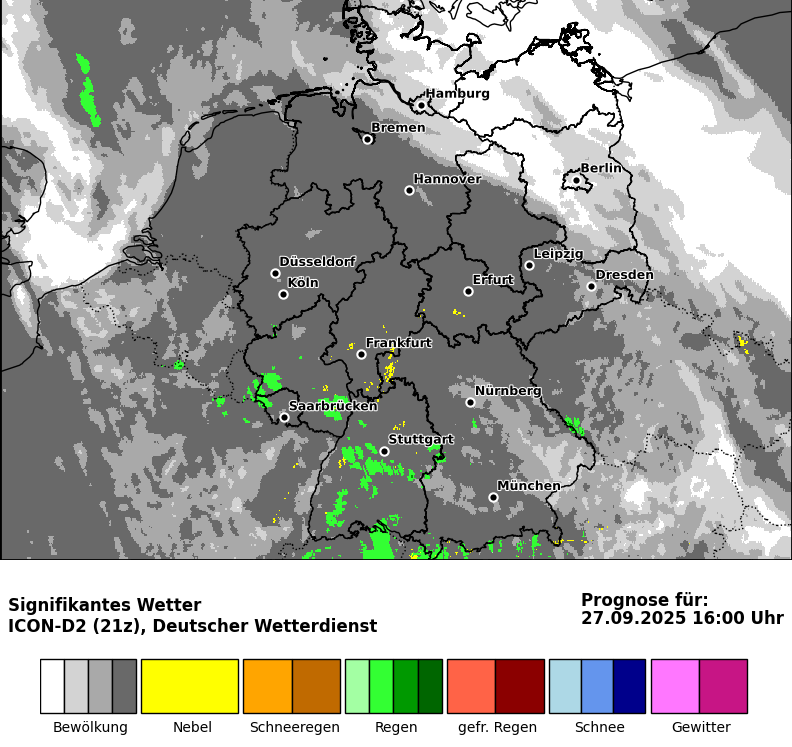 Hamburg
Bremen
Berlin
Hannover
Leipzig
Düsseldorf
Dresden
Köln
Erfurt
Frankfurt
Nürnberg
Saarbrücken
Stuttgart
München
Signifikantes Wetter
ICON-D2 (21z), Deutscher Wetterdienst
Prognose für:
27.09.2025 16:00 Uhr
Bewölkung Nebel Schneeregen Regen gefr. Regen Schnee Gewitter